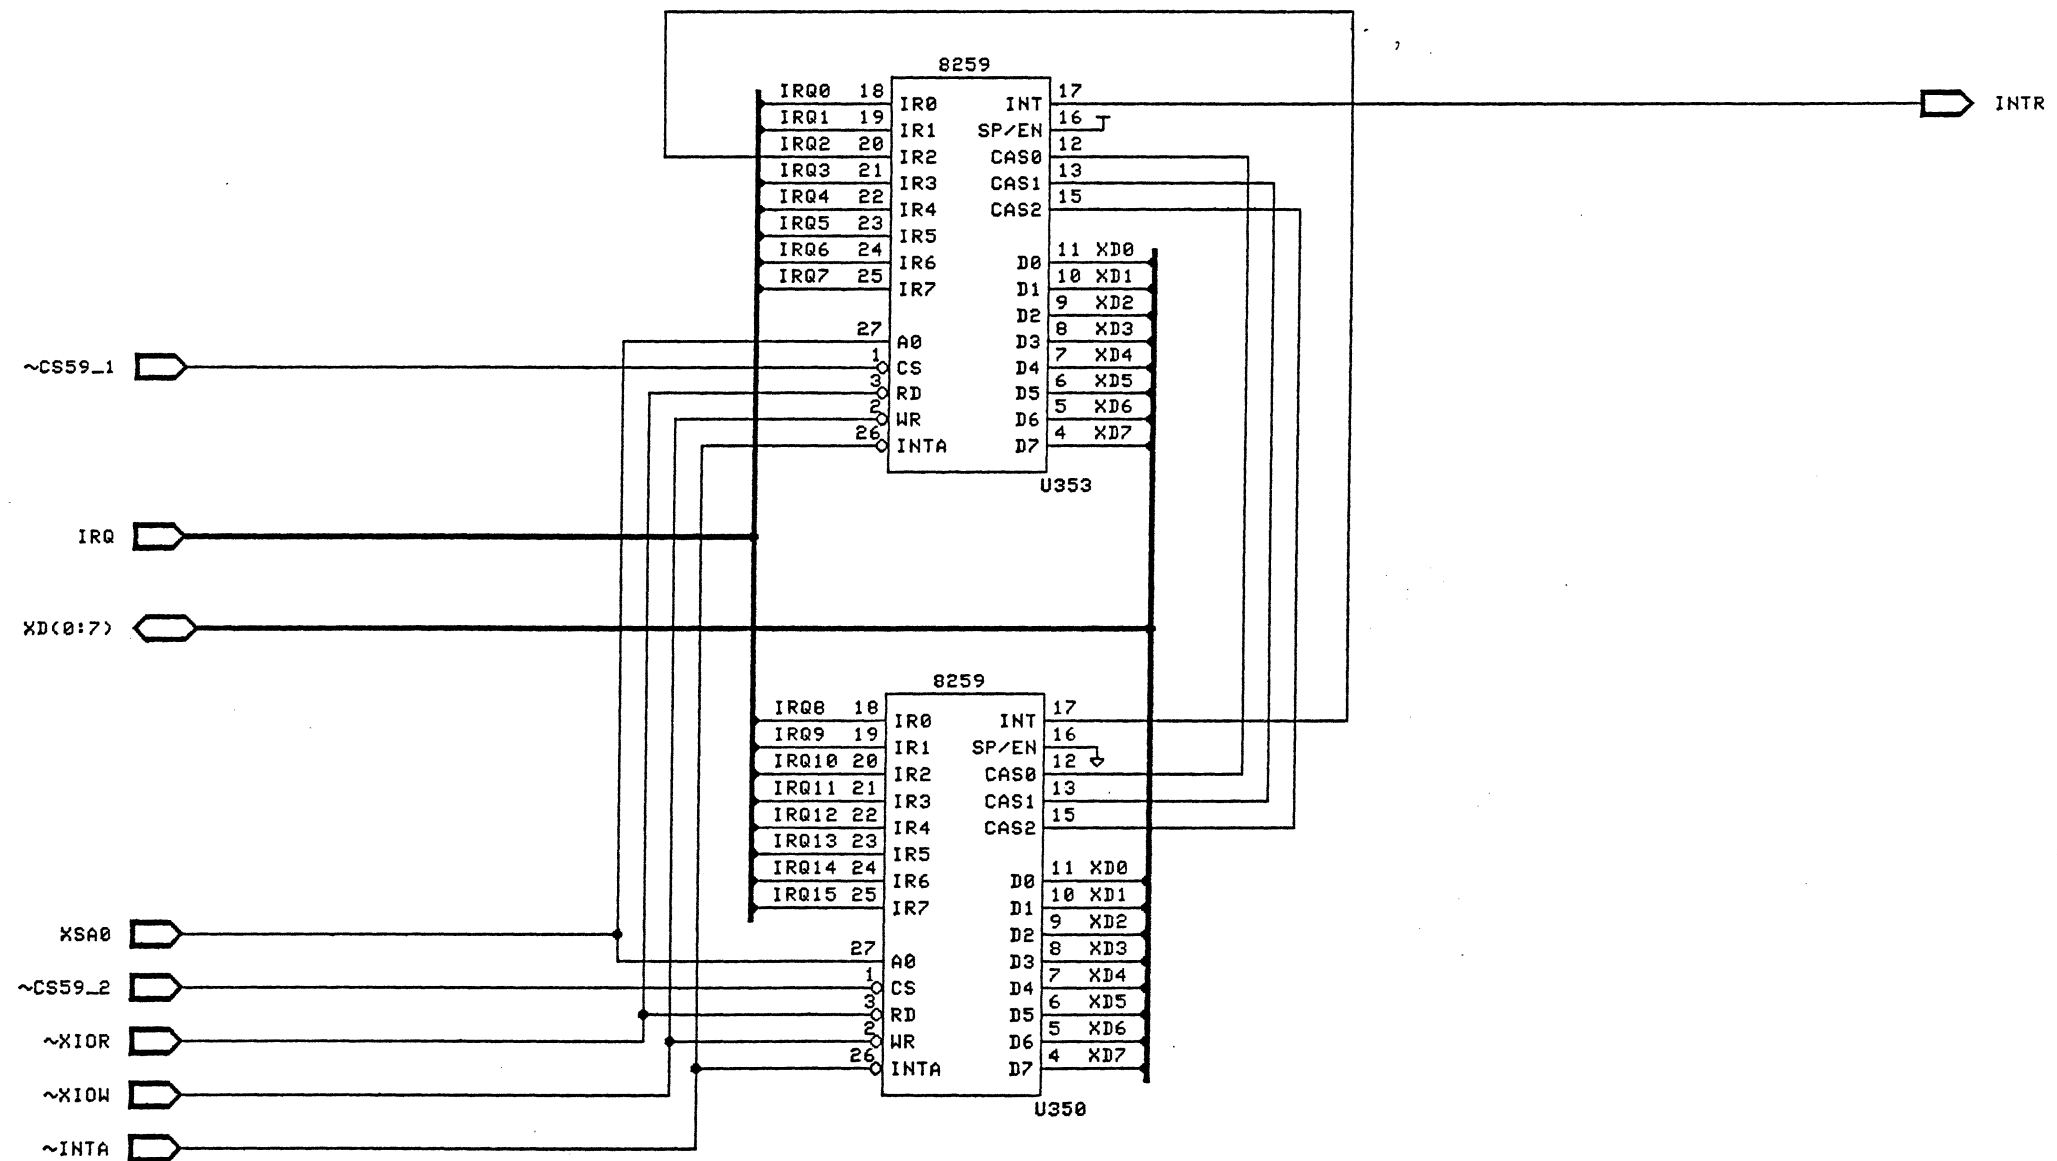 8259
IRQ0 18 IR0 INT 17
INTR
IRQ1 19 IR1 SP/EN 16
IRQ2 20 IR2 CAS0 12
IRQ3 21 IR3 CAS1 13
IRQ4 22 IR4 CAS2 15
IRQ5 23 IR5
IRQ6 24 IR6 D0 11 XD0
IRQ7 25 IR7 D1 10 XD1
D2 9 XD2
27 A0 D3 8 XD3
~CS59_1
1 CS D4 7 XD4
3 RD D5 6 XD5
2 WR D6 5 XD6
26 INTA D7 4 XD7
U353
IRQ
XD(0:7)
8259
IRQ8 18 IR0 INT 17
IRQ9 19 IR1 SP/EN 16
IRQ10 20 IR2 CAS0 12
IRQ11 21 IR3 CAS1 13
IRQ12 22 IR4 CAS2 15
IRQ13 23 IR5
IRQ14 24 IR6 D0 11 XD0
IRQ15 25 IR7 D1 10 XD1
XSA0
D2 9 XD2
27 A0 D3 8 XD3
~CS59_2
1 CS D4 7 XD4
3 RD D5 6 XD5
~XIOR
2 WR D6 5 XD6
26 INTA D7 4 XD7
~XIOW
U350
~INTA